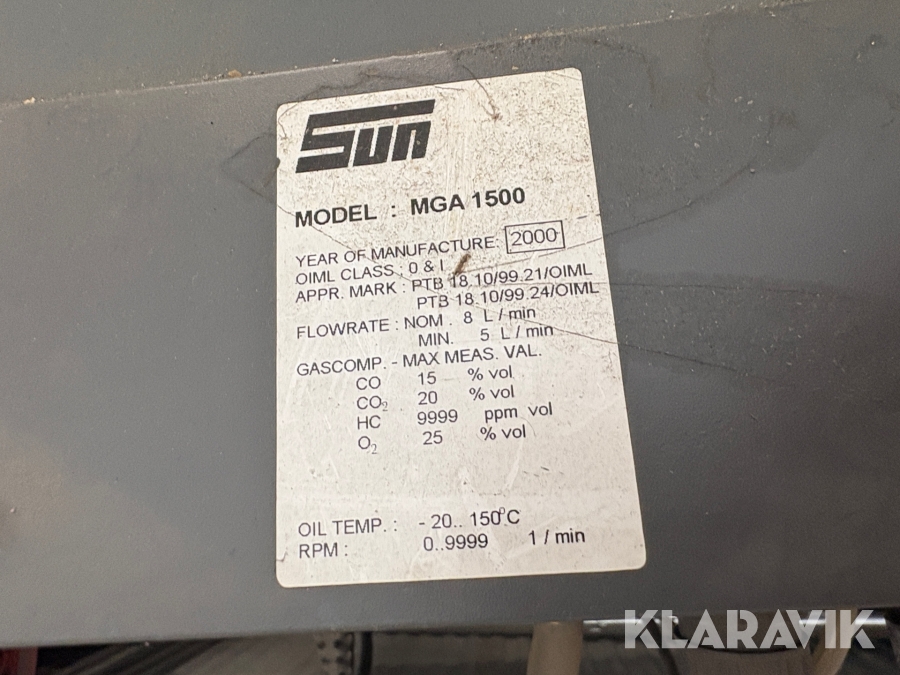 Sun
MODEL : MGA 1500
YEAR OF MANUFACTURE: 2000
OIML CLASS : 0 & I
APPR. MARK : PTB 18.10/99.21/OIML
PTB 18.10/99.24/OIML
FLOWRATE : NOM. 8 L / min
MIN. 5 L / min
GASCOMP. - MAX MEAS. VAL.
CO 15 % vol
CO₂ 20 % vol
HC 9999 ppm vol
O₂ 25 % vol
OIL TEMP. : - 20.. 150°C
RPM : 0..9999 1 / min
KLARAVIK